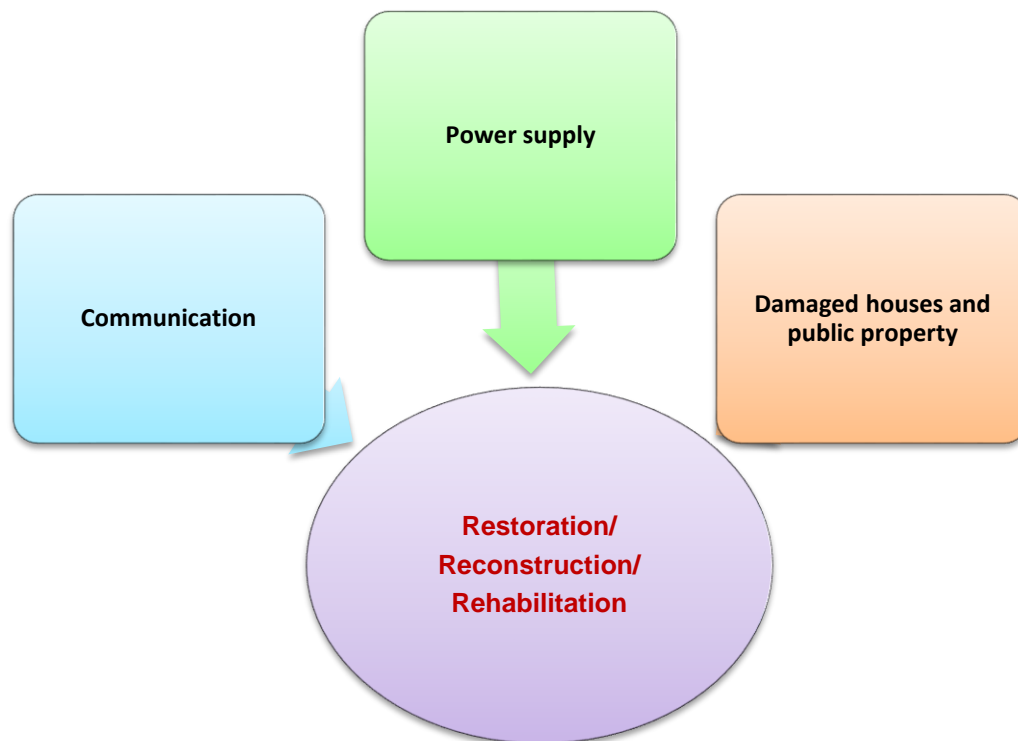 Power supply
Communication
Damaged houses and
public property
Restoration/
Reconstruction/
Rehabilitation